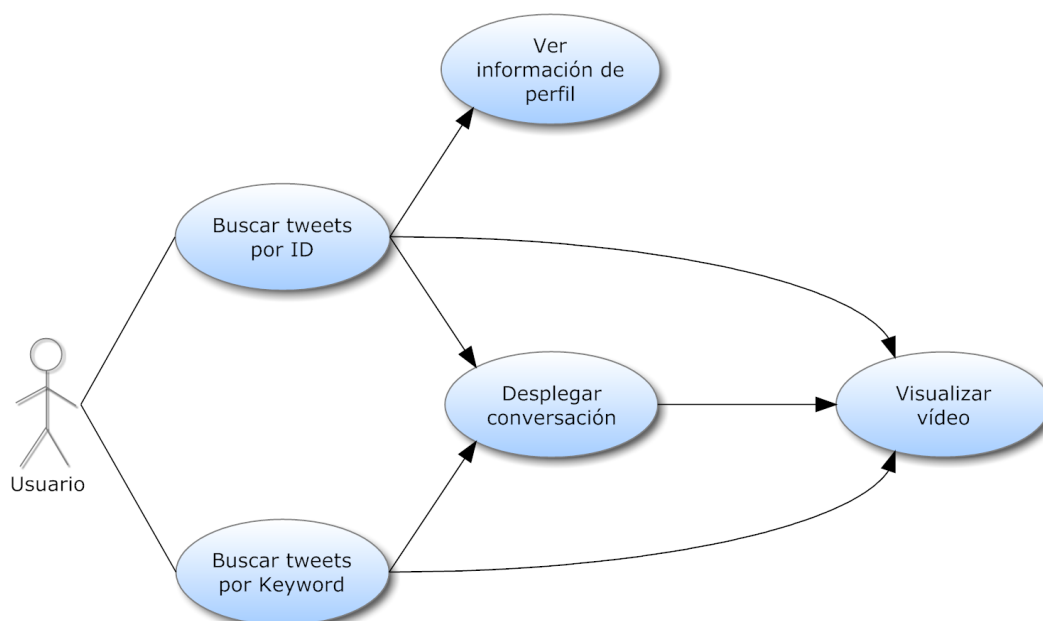 Ver
información de
perfil
Buscar tweets
por ID
Desplegar
conversación
Visualizar
vídeo
Usuario
Buscar tweets
por Keyword